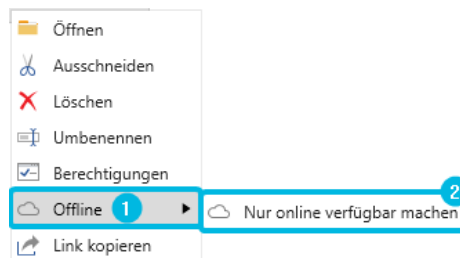 Öffnen
Ausschneiden
Löschen
Umbenennen
Berechtigungen
Offline 1
2
Nur online verfügbar machen
Link kopieren